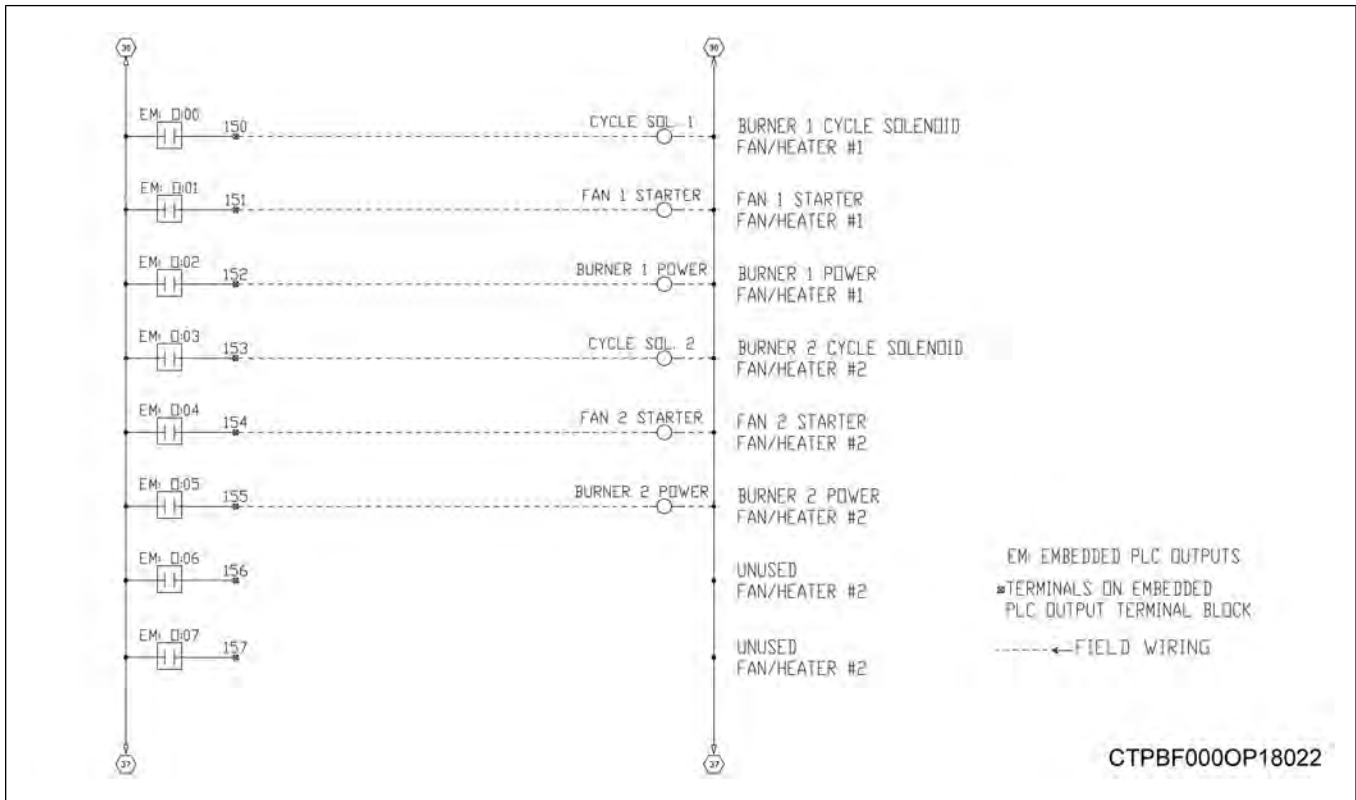 EM: O:00
150
CYCLE SOL. 1
BURNER 1 CYCLE SOLENOID
FAN/HEATER #1
EM: O:01
151
FAN 1 STARTER
FAN 1 STARTER
FAN/HEATER #1
EM: O:02
152
BURNER 1 POWER
BURNER 1 POWER
FAN/HEATER #1
EM: O:03
153
CYCLE SOL. 2
BURNER 2 CYCLE SOLENOID
FAN/HEATER #2
EM: O:04
154
FAN 2 STARTER
FAN 2 STARTER
FAN/HEATER #2
EM: O:05
155
BURNER 2 POWER
BURNER 2 POWER
FAN/HEATER #2
EM: O:06
156
UNUSED
FAN/HEATER #2
EM: O:07
157
UNUSED
FAN/HEATER #2
EM: EMBEDDED PLC OUTPUTS
TERMINALS ON EMBEDDED
PLC OUTPUT TERMINAL BLOCK
FIELD WIRING
37
37
CTPBF000OP18022